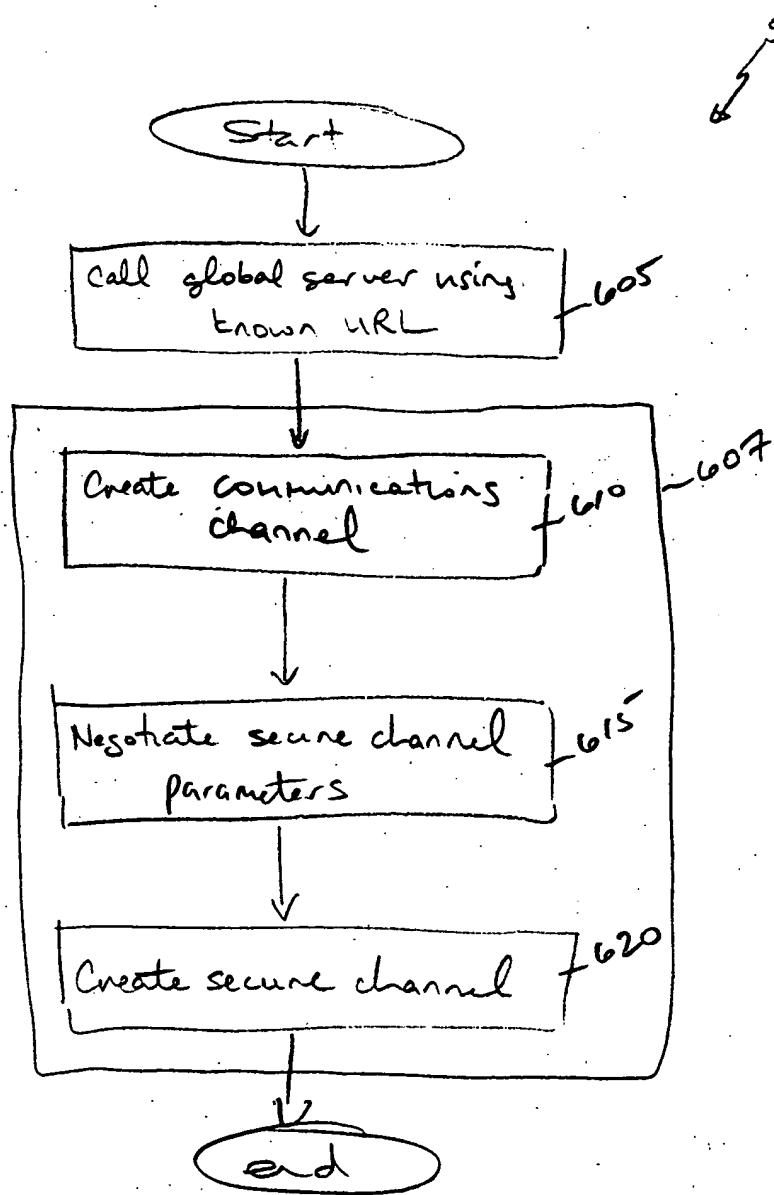 Start
Call global server using
known URL
605
607
Create communications
channel
610
Negotiate secure channel
parameters
615
Create secure channel
620
end